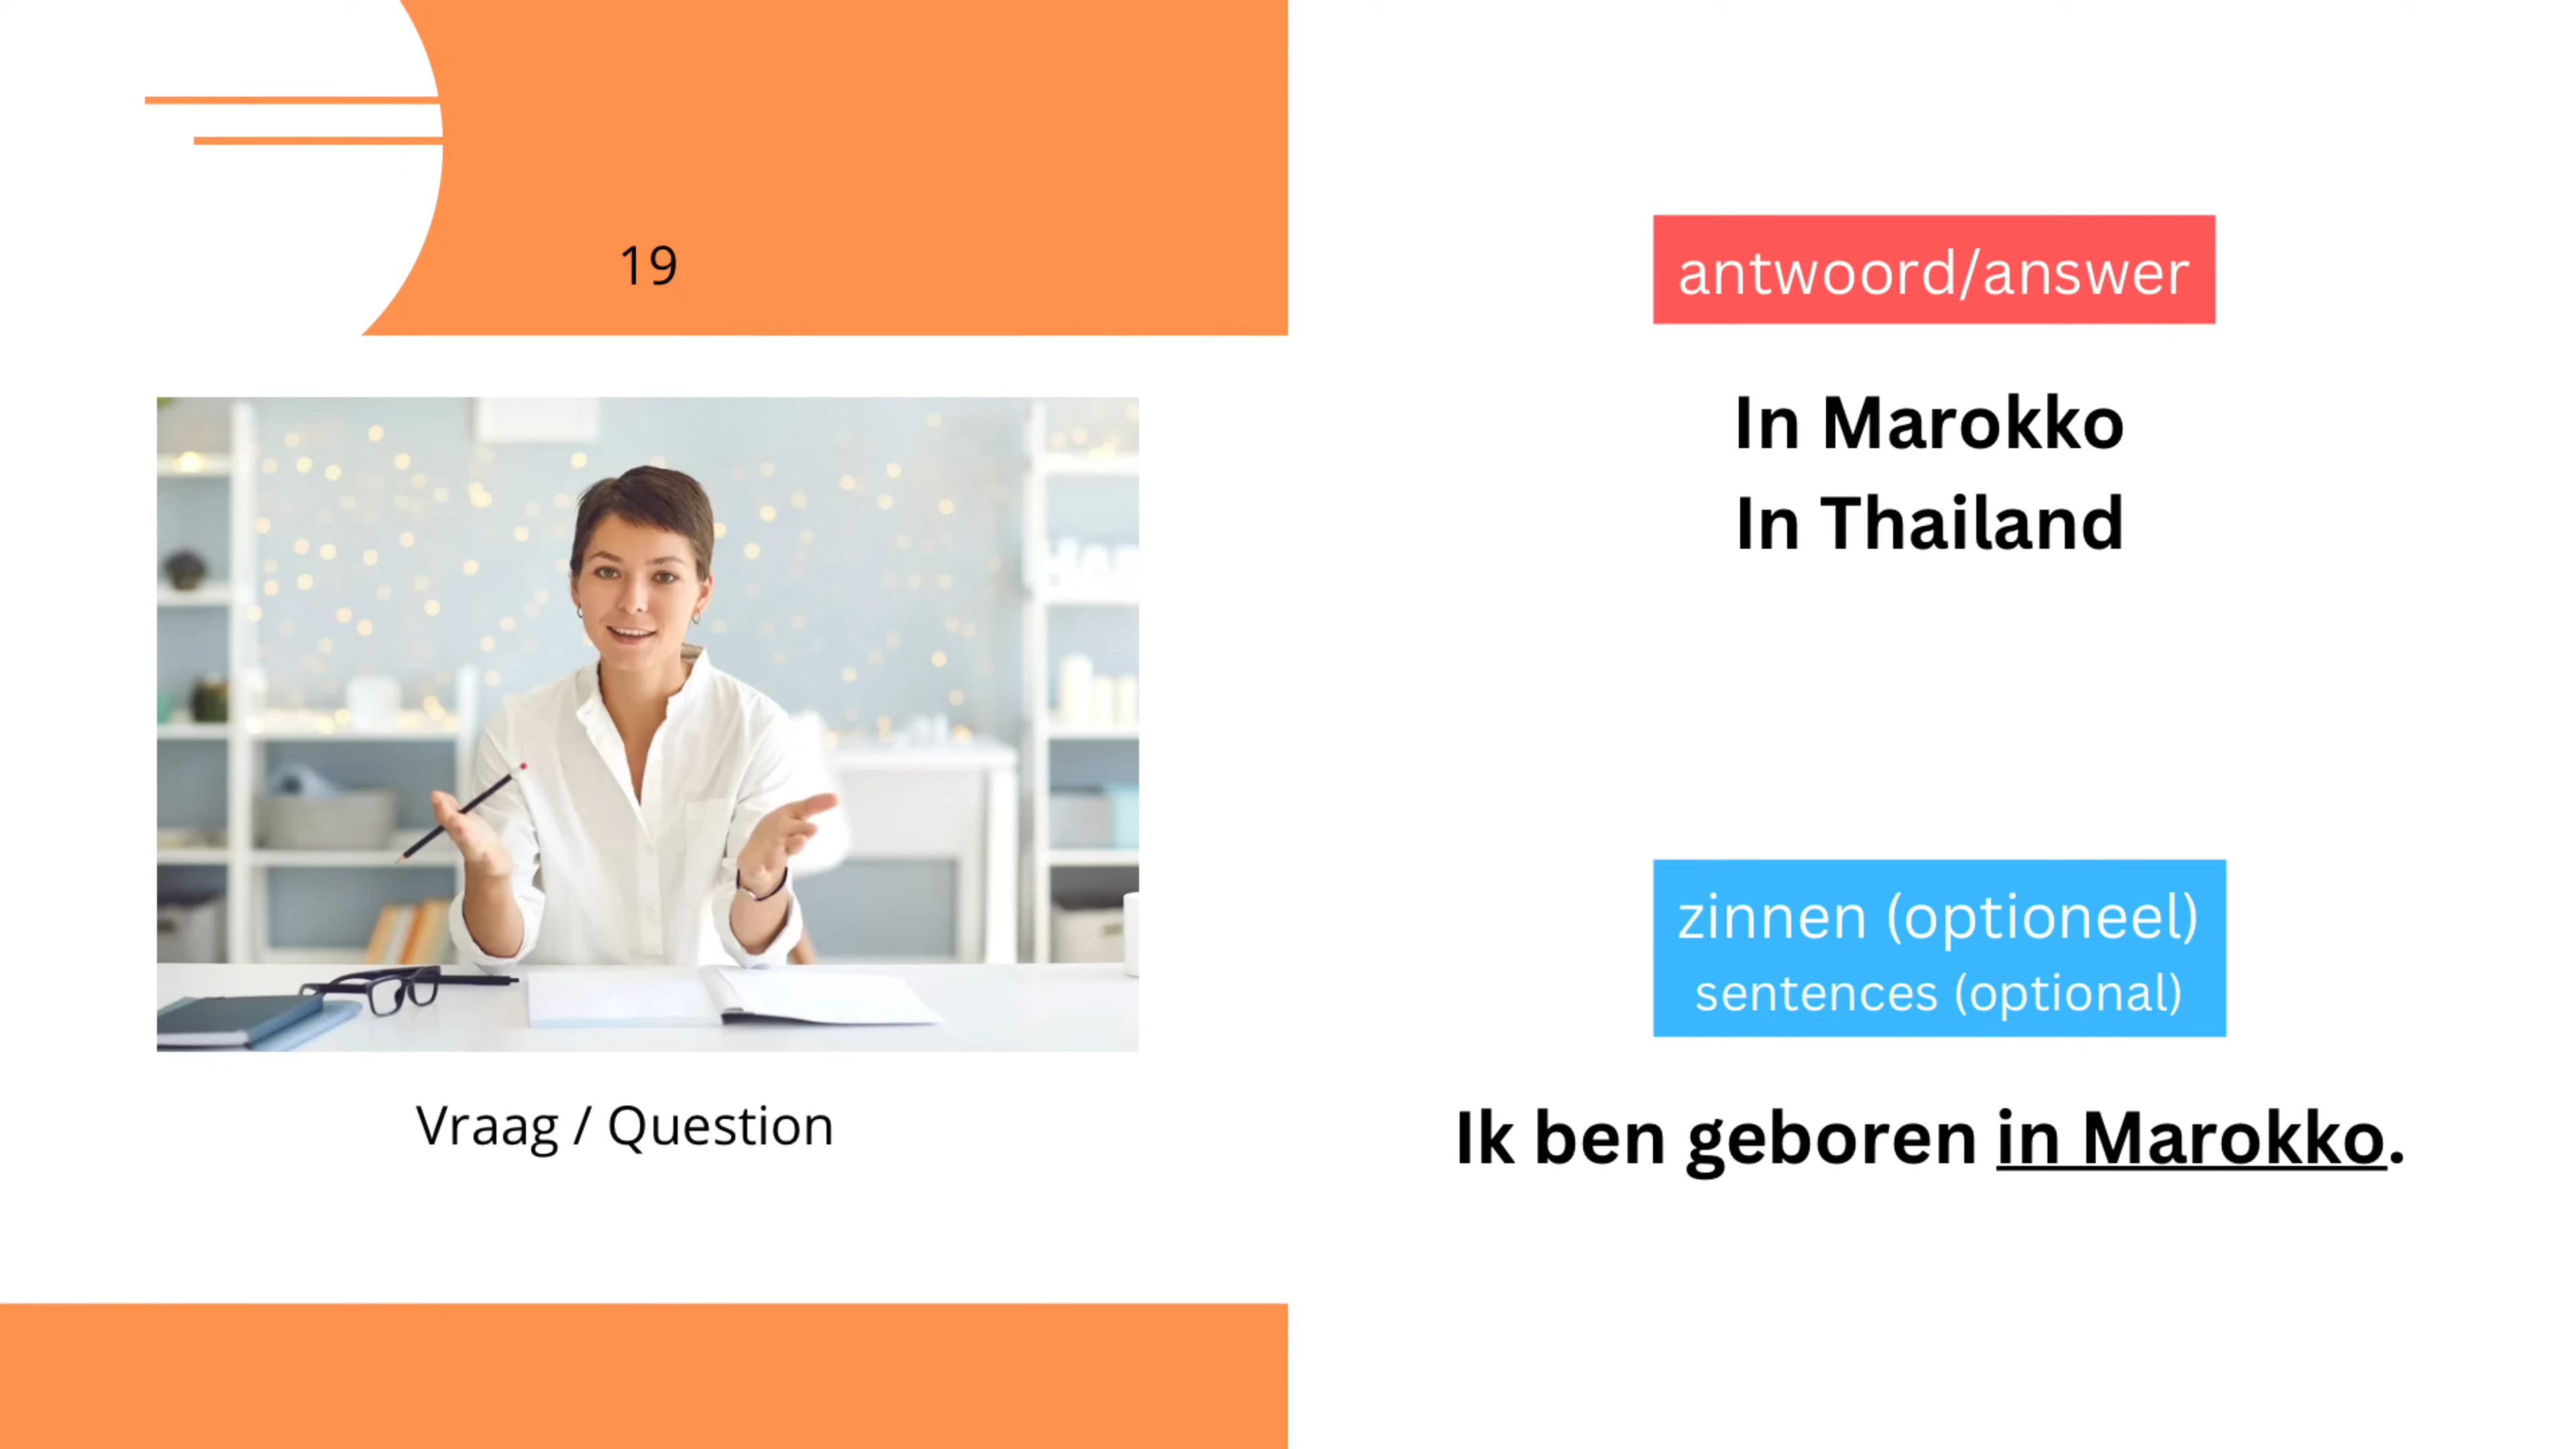 19
Vraag / Question
antwoord/answer
In Marokko
In Thailand
zinnen (optioneel)
sentences (optional)
Ik ben geboren in Marokko.